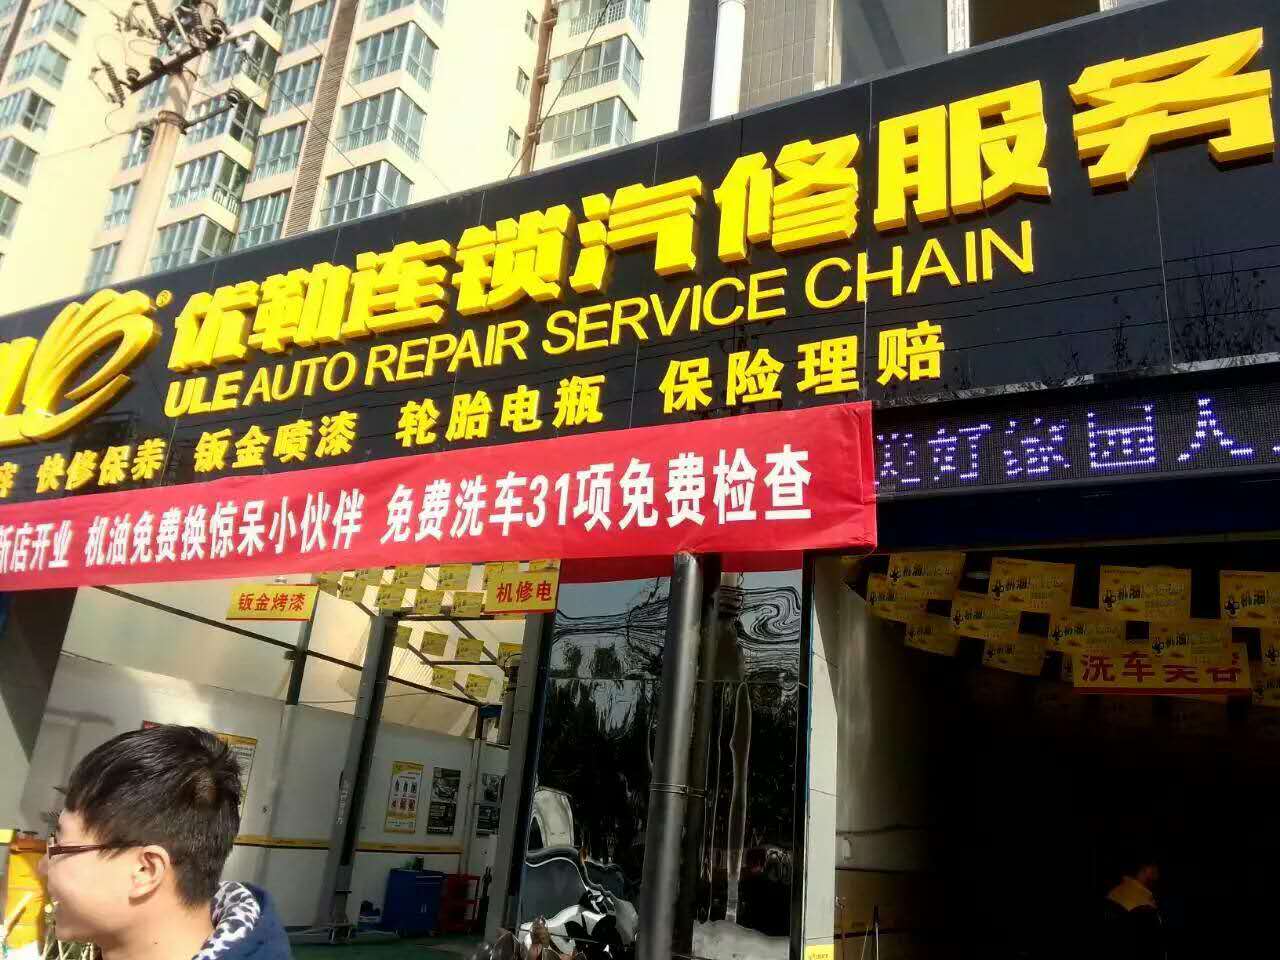 ® 优勒连锁汽修服务
ULE AUTO REPAIR SERVICE CHAIN
快修保养 钣金喷漆 轮胎电瓶 保险理赔
新店开业 机油免费换惊呆小伙伴 免费洗车31项免费检查
钣金烤漆
机修电
洗车美容